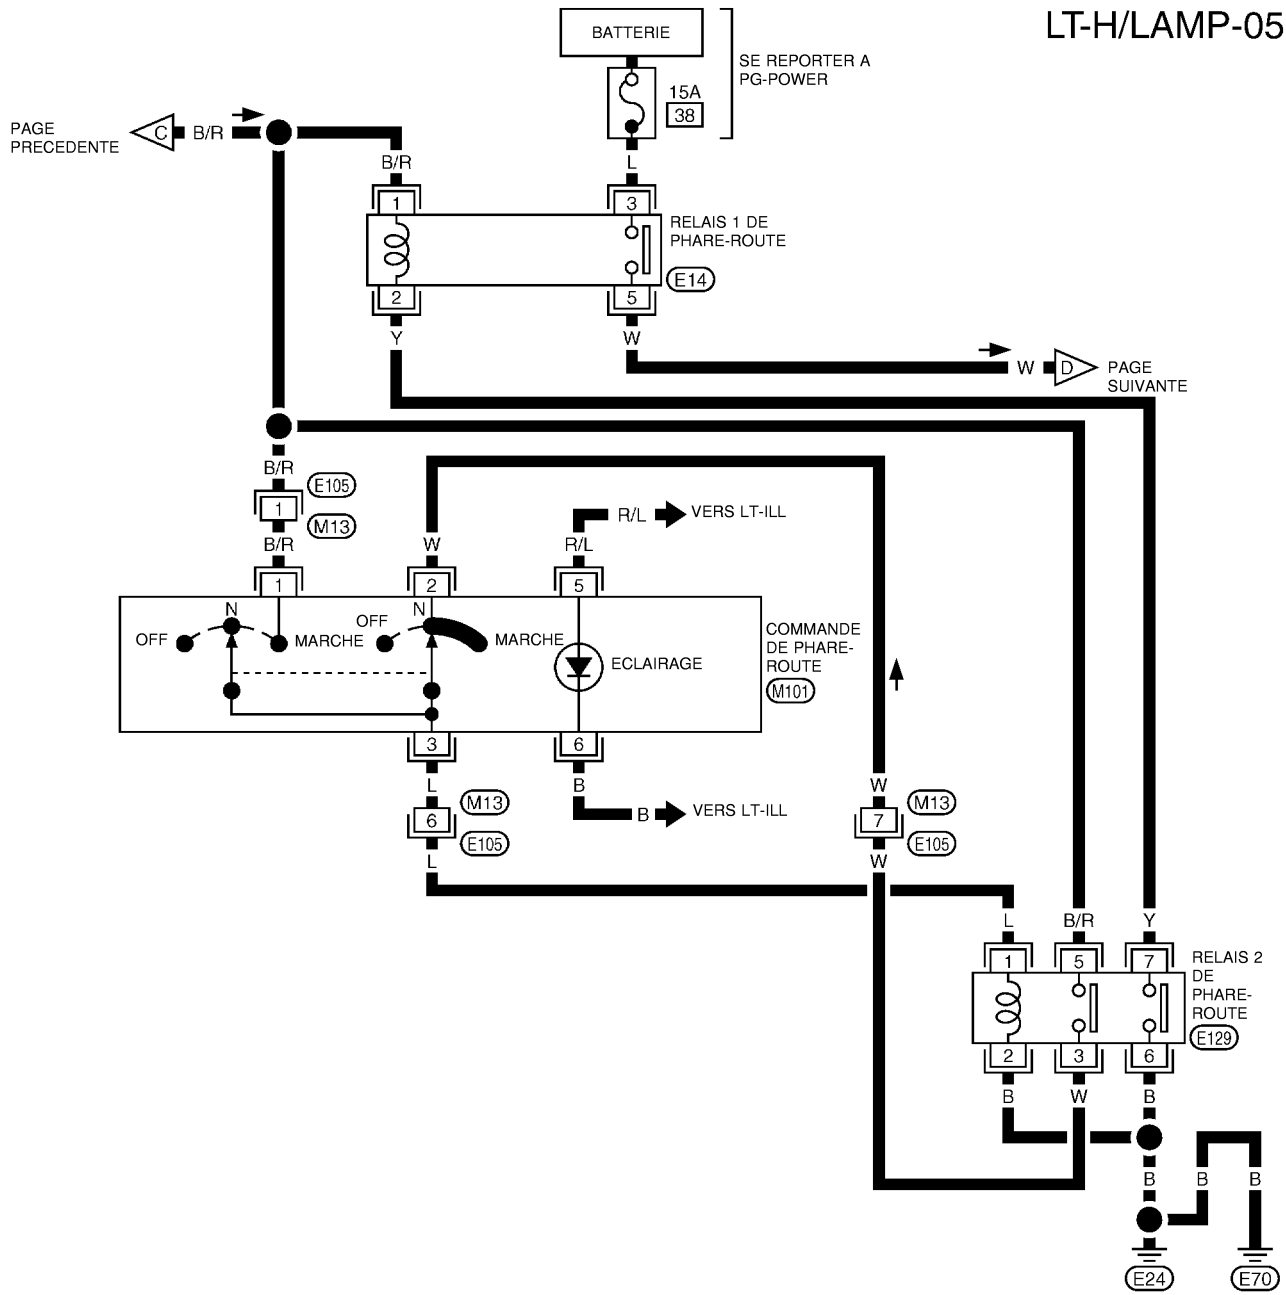 LT-H/LAMP-05
BATTERIE
SE REPORTER A
PG-POWER
15A
38
PAGE
PRECEDENTE
C
B/R
B/R
L
1
3
RELAIS 1 DE
PHARE-ROUTE
E14
2
5
Y
W
W
D
PAGE
SUIVANTE
B/R
E105
1
M13
B/R
W
R/L
VERS LT-ILL
R/L
1
2
5
OFF
N
MARCHE
OFF
N
MARCHE
ECLAIRAGE
COMMANDE
DE PHARE-
ROUTE
M101
3
6
L
B
B
VERS LT-ILL
M13
6
E105
L
W
M13
7
E105
W
L
B/R
Y
1
5
7
RELAIS 2
DE
PHARE-
ROUTE
E129
2
3
6
B
W
B
B
B
B
E24
E70